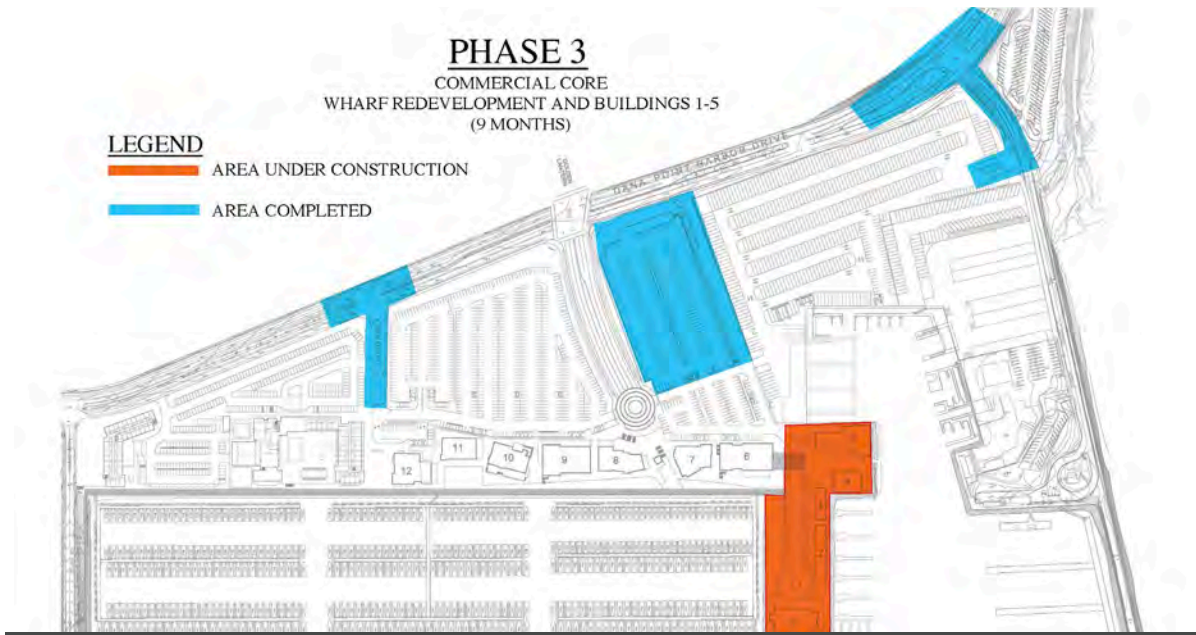 PHASE 3
COMMERCIAL CORE
WHARF REDEVELOPMENT AND BUILDINGS 1-5
(9 MONTHS)
LEGEND
AREA UNDER CONSTRUCTION
AREA COMPLETED
DANA POINT HARBOR DRIVE
12
11
10
9
8
7
6